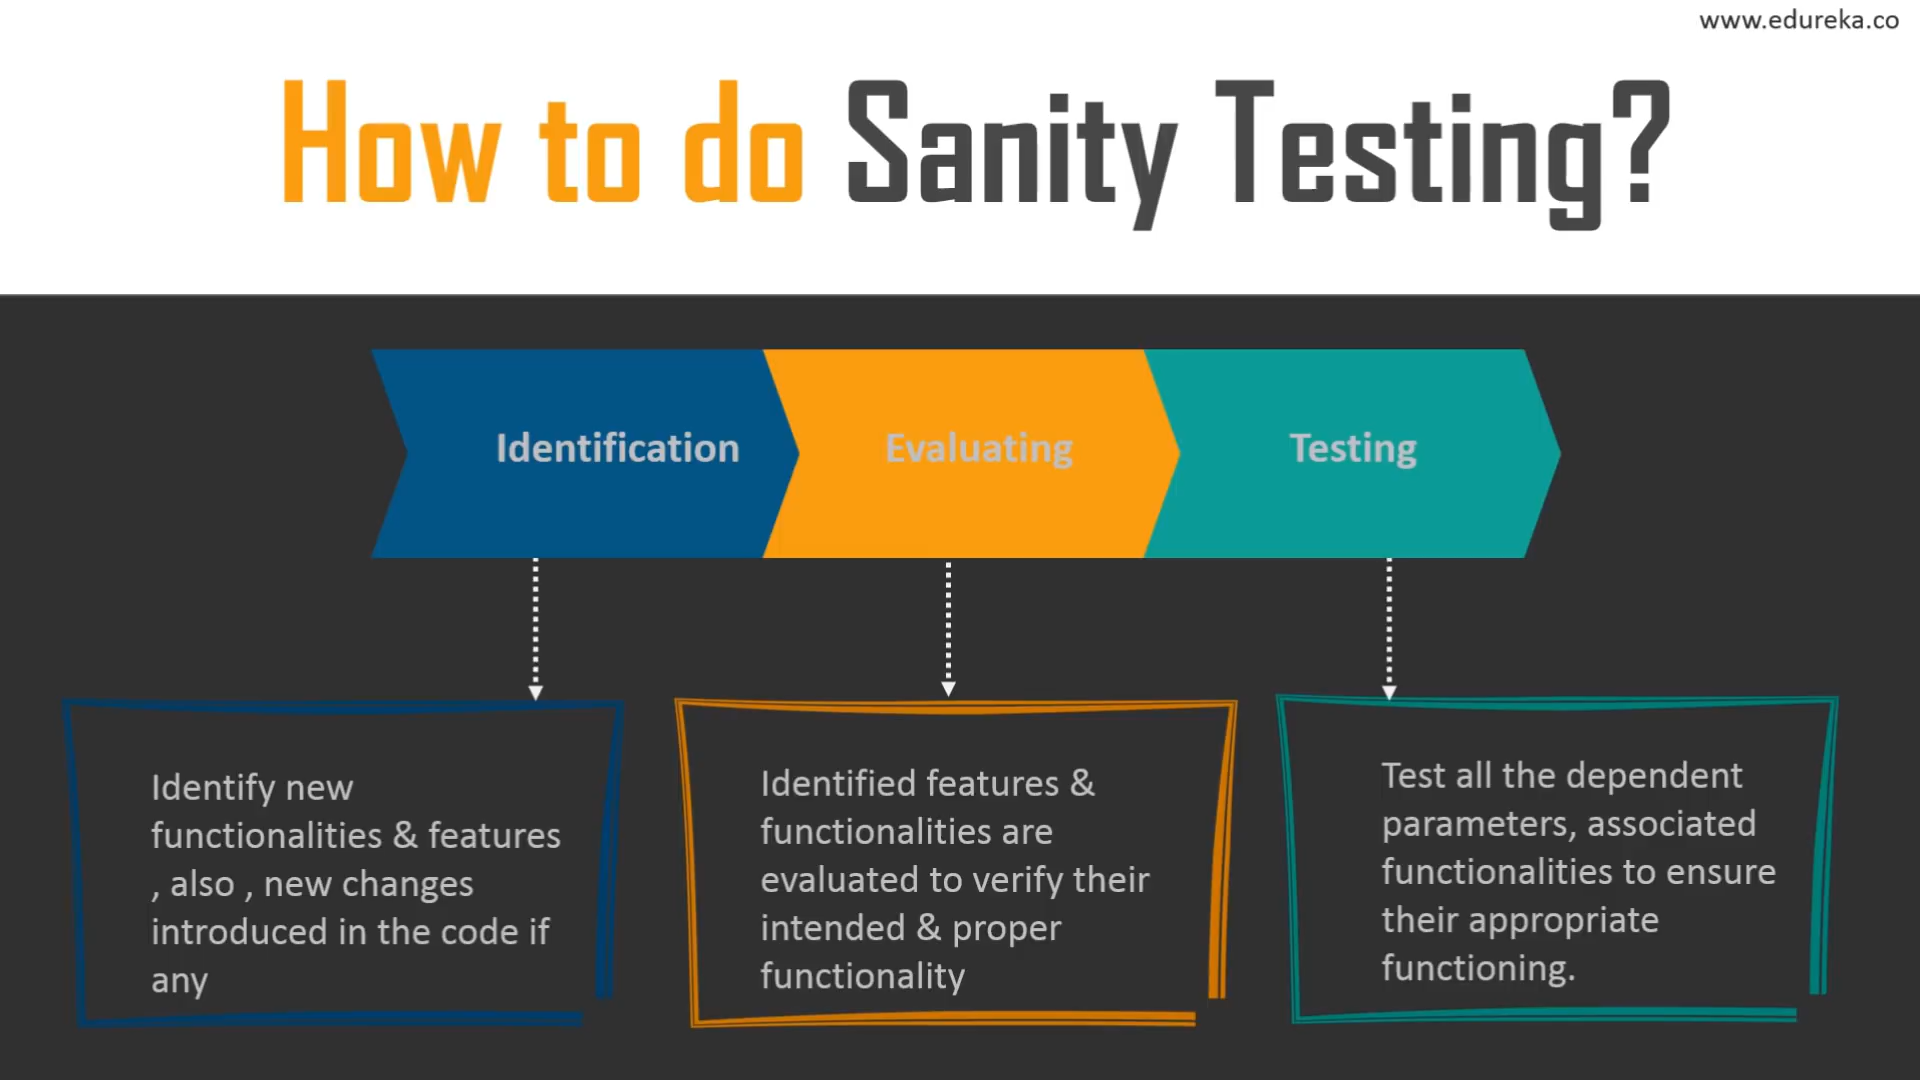 www.edureka.co
How to do Sanity Testing?
Identification
Evaluating
Testing
Identify new
functionalities & features
, also , new changes
introduced in the code if
any
Identified features &
functionalities are
evaluated to verify their
intended & proper
functionality
Test all the dependent
parameters, associated
functionalities to ensure
their appropriate
functioning.